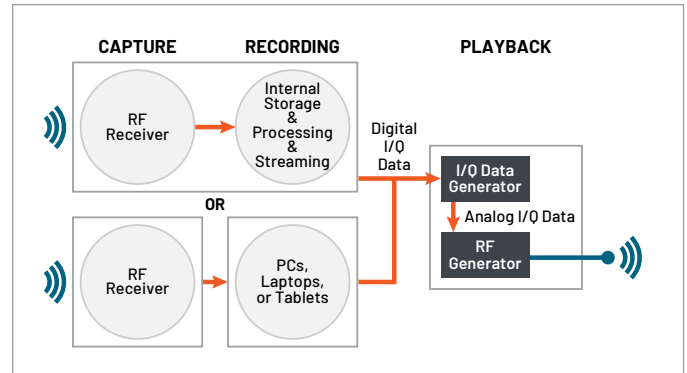 CAPTURE
RECORDING
PLAYBACK
RF
Receiver
Internal
Storage
&
Processing
&
Streaming
Digital
I/Q
Data
I/Q Data
Generator
Analog I/Q Data
RF
Generator
OR
RF
Receiver
PCs,
Laptops,
or Tablets